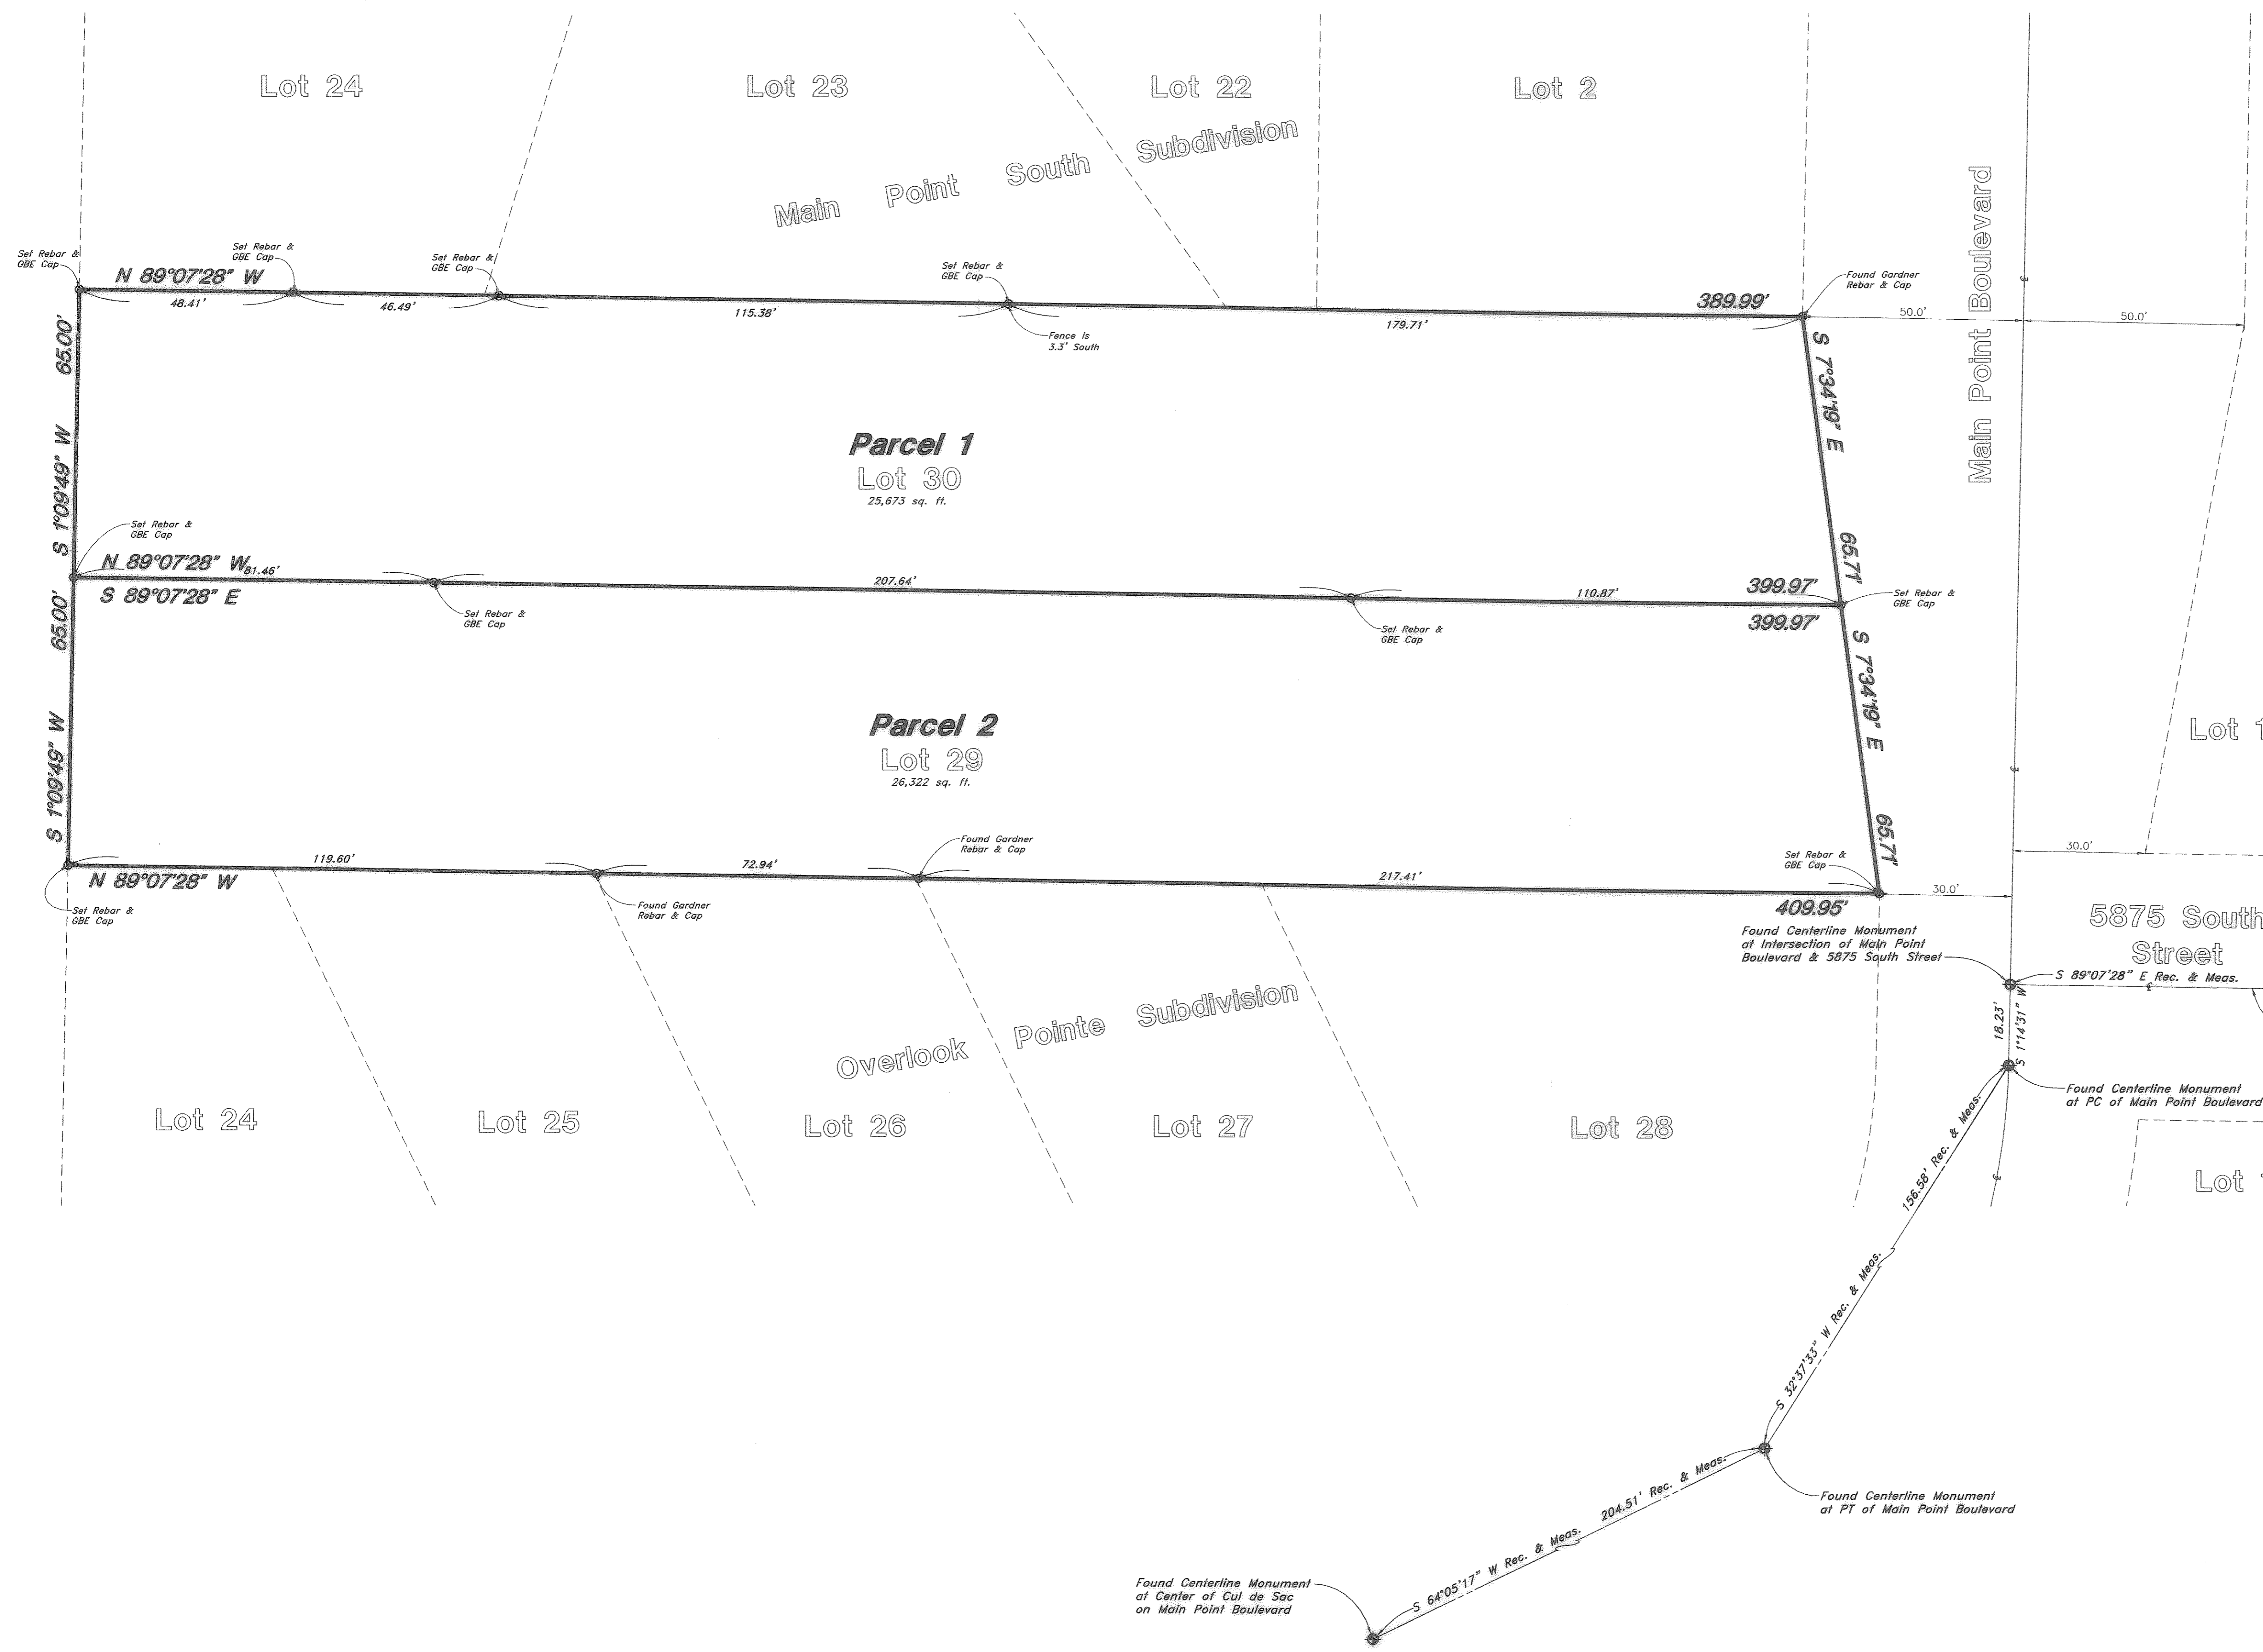 Lot 24
Lot 23
Lot 22
Lot 2
Main Point South Subdivision
Main Point Boulevard
Set Rebar &
GBE Cap
Set Rebar &
GBE Cap
Set Rebar &
GBE Cap
Set Rebar &
GBE Cap
Found Gardner
Rebar & Cap
N 89°07'28" W
48.41'
46.49'
115.38'
179.71'
389.99'
50.0'
50.0'
Fence is
3.3' South
65.00'
S 1°09'49" W
S 7°34'19" E
65.71'
Parcel 1
Lot 30
25,673 sq. ft.
Set Rebar &
GBE Cap
N 89°07'28" W
81.46'
207.64'
110.87'
399.97'
S 89°07'28" E
399.97'
Set Rebar &
GBE Cap
Set Rebar &
GBE Cap
Set Rebar &
GBE Cap
65.00'
S 1°09'49" W
S 7°34'19" E
65.71'
Parcel 2
Lot 29
26,322 sq. ft.
Lot 1
30.0'
30.0'
Found Gardner
Rebar & Cap
Set Rebar &
GBE Cap
119.60'
72.94'
217.41'
N 89°07'28" W
409.95'
Set Rebar &
GBE Cap
Found Gardner
Rebar & Cap
5875 South
Street
Found Centerline Monument
at Intersection of Main Point
Boulevard & 5875 South Street
S 89°07'28" E Rec. & Meas.
18.23'
S 1°14'31" W
Overlook Pointe Subdivision
Found Centerline Monument
at PC of Main Point Boulevard
Lot 24
Lot 25
Lot 26
Lot 27
Lot 28
Lot
156.58' Rec. & Meas.
S 32°37'33" W Rec. & Meas.
204.51' Rec. & Meas.
S 64°05'17" W Rec. & Meas.
Found Centerline Monument
at PT of Main Point Boulevard
Found Centerline Monument
at Center of Cul de Sac
on Main Point Boulevard